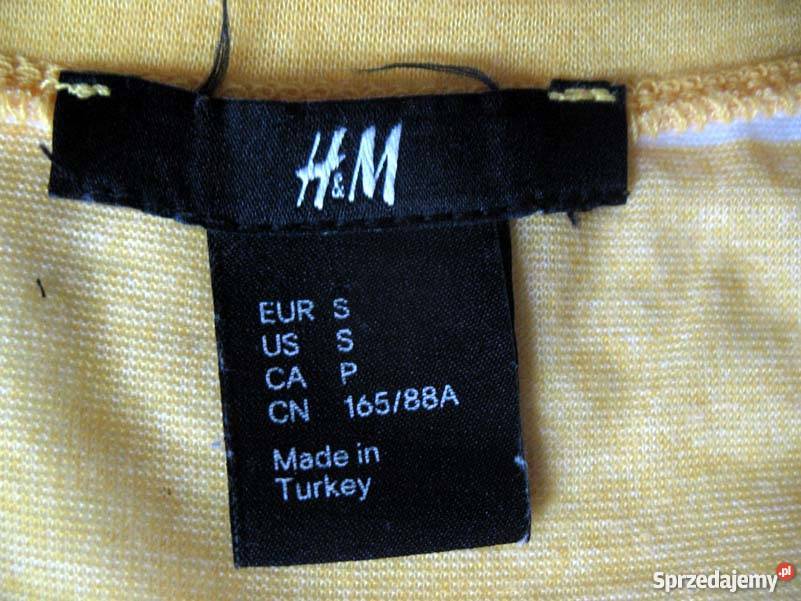 H&M
EUR S
US S
CA P
CN 165/88A
Made in
Turkey
Sprzedajemy.pl